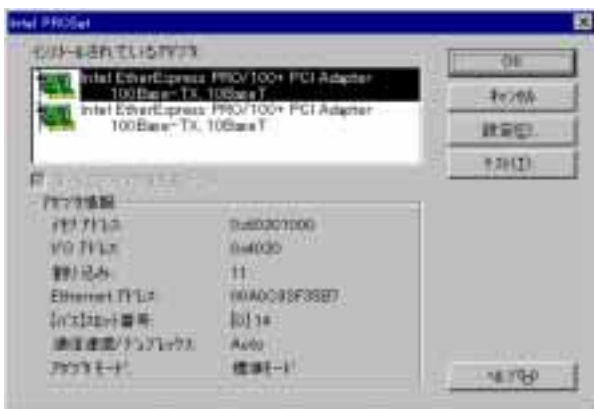 Intel PROSet
インストールされているアダプタ
Intel EtherExpress PRO/100+ PCI Adapter
100Base-TX, 10BaseT
Intel EtherExpress PRO/100+ PCI Adapter
100Base-TX, 10BaseT
OK
キャンセル
設定(E)...
テスト(T)...
アダプタ情報
メモリ アドレス
I/O アドレス: 0x4020
割り込み: 11
Ethernet アドレス:
[バス]スロット番号: [0] 14
通信速度/デュプレックス: Auto
アダプタ モード: 標準モード
ヘルプ(H)